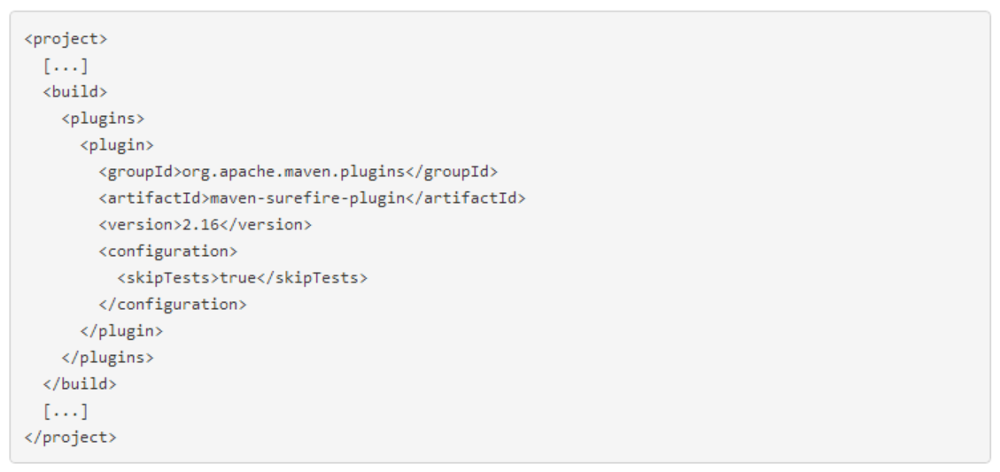 <project>
  [...]
  <build>
    <plugins>
      <plugin>
        <groupId>org.apache.maven.plugins</groupId>
        <artifactId>maven-surefire-plugin</artifactId>
        <version>2.16</version>
        <configuration>
          <skipTests>true</skipTests>
        </configuration>
      </plugin>
    </plugins>
  </build>
  [...]
</project>